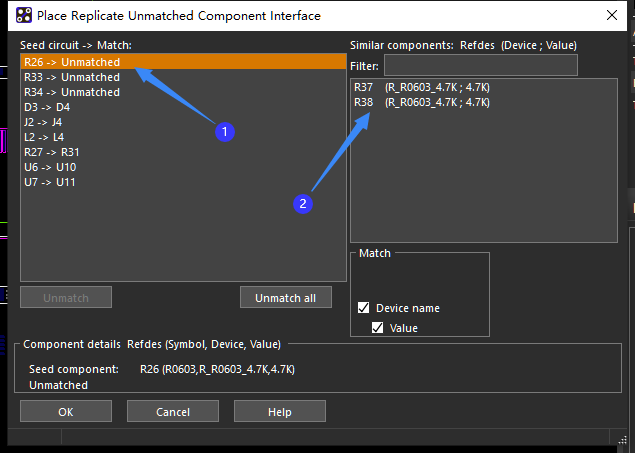 Place Replicate Unmatched Component Interface
Seed circuit -> Match:
R26 -> Unmatched
R33 -> Unmatched
R34 -> Unmatched
D3 -> D4
J2 -> J4
L2 -> L4
R27 -> R31
U6 -> U10
U7 -> U11
1
Similar components: Refdes (Device ; Value)
Filter:
R37 (R_R0603_4.7K ; 4.7K)
R38 (R_R0603_4.7K ; 4.7K)
2
Unmatch
Unmatch all
Match
Device name
Value
Component details Refdes (Symbol, Device, Value)
Seed component: R26 (R0603,R_R0603_4.7K,4.7K)
Unmatched
OK
Cancel
Help